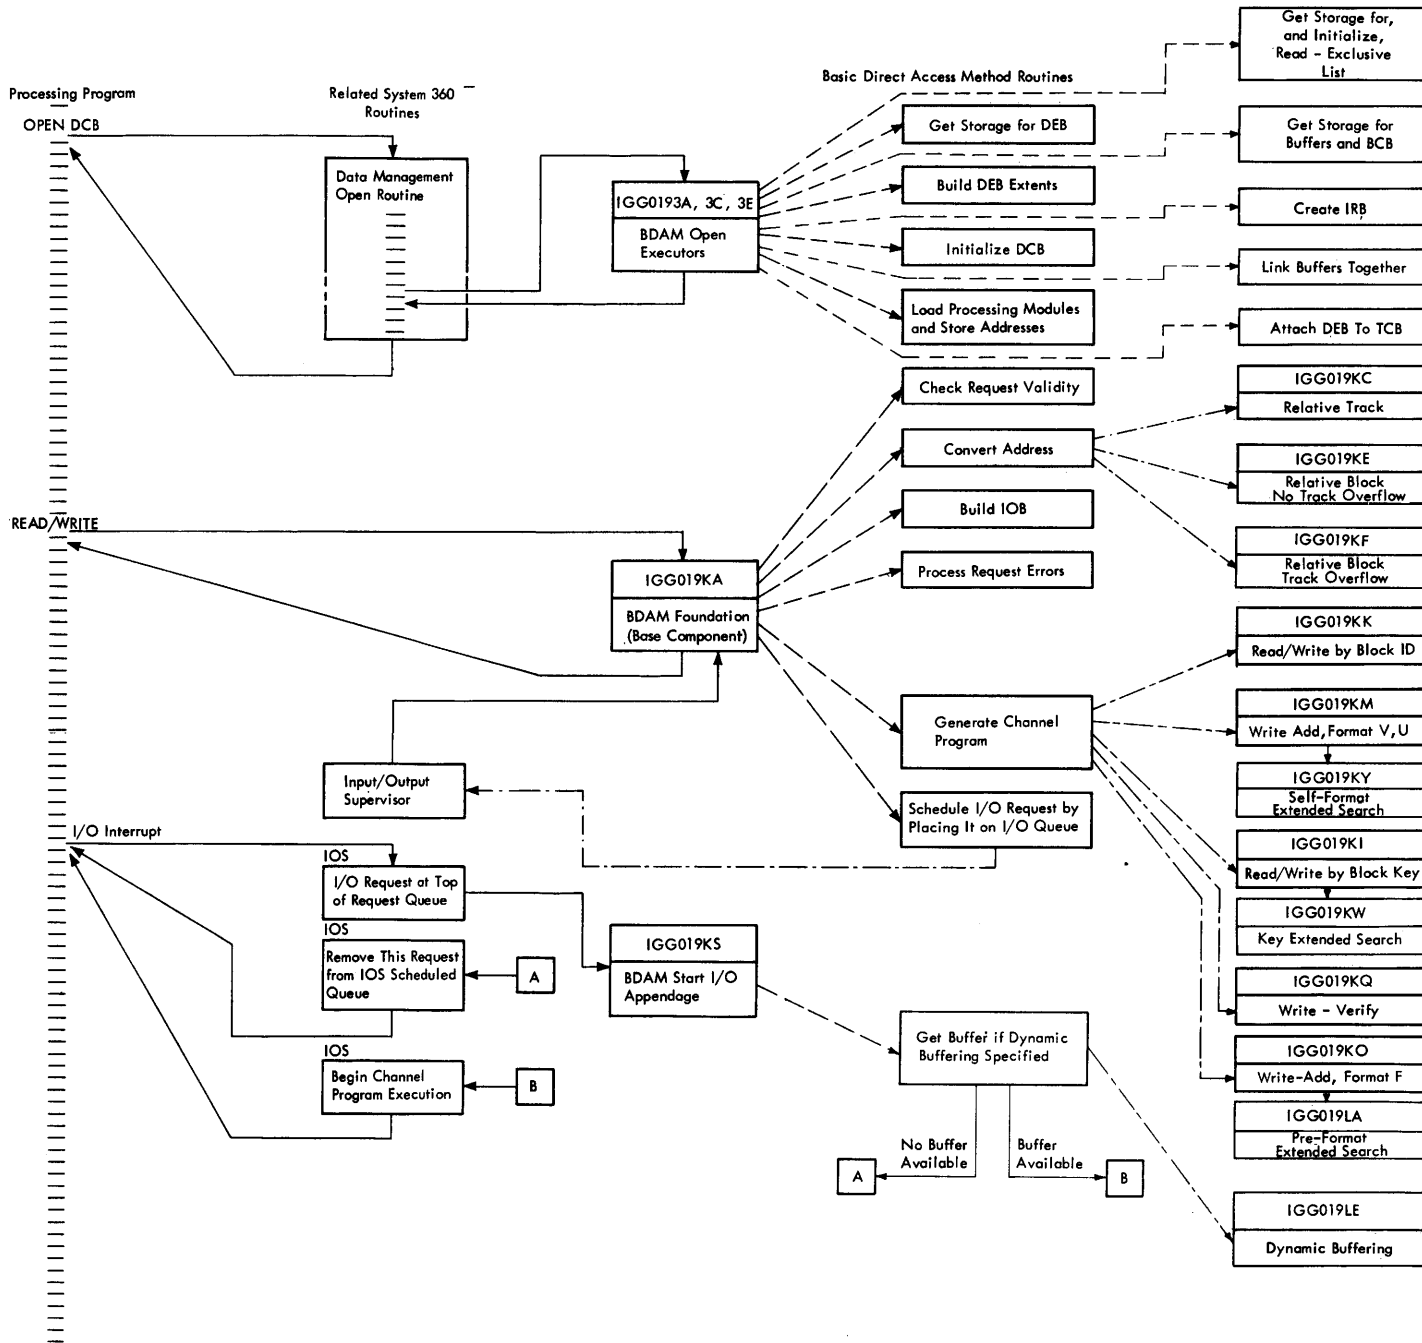 Get Storage for,
and Initialize,
Read - Exclusive
List
Basic Direct Access Method Routines
Processing Program
Related System 360
Routines
OPEN DCB
Get Storage for DEB
Get Storage for
Buffers and BCB
Data Management
Open Routine
IGG0193A, 3C, 3E
BDAM Open
Executors
Build DEB Extents
Create IRB
Initialize DCB
Link Buffers Together
Load Processing Modules
and Store Addresses
Attach DEB To TCB
Check Request Validity
IGG019KC
Relative Track
Convert Address
IGG019KE
Relative Block
No Track Overflow
Build IOB
READ/WRITE
IGG019KF
Relative Block
Track Overflow
Process Request Errors
IGG019KA
BDAM Foundation
(Base Component)
IGG019KK
Read/Write by Block ID
Generate Channel
Program
IGG019KM
Write Add, Format V, U
Input/Output
Supervisor
IGG019KY
Self-Format
Extended Search
Schedule I/O Request by
Placing It on I/O Queue
I/O Interrupt
IGG019KI
Read/Write by Block Key
IOS
I/O Request at Top
of Request Queue
IGG019KW
Key Extended Search
IOS
Remove This Request
from IOS Scheduled
Queue
A
IGG019KS
BDAM Start I/O
Appendage
IGG019KQ
Write - Verify
Get Buffer if Dynamic
Buffering Specified
IOS
Begin Channel
Program Execution
B
IGG019KO
Write-Add, Format F
IGG019LA
Pre-Format
Extended Search
No Buffer
Available
Buffer
Available
A
B
IGG019LE
Dynamic Buffering